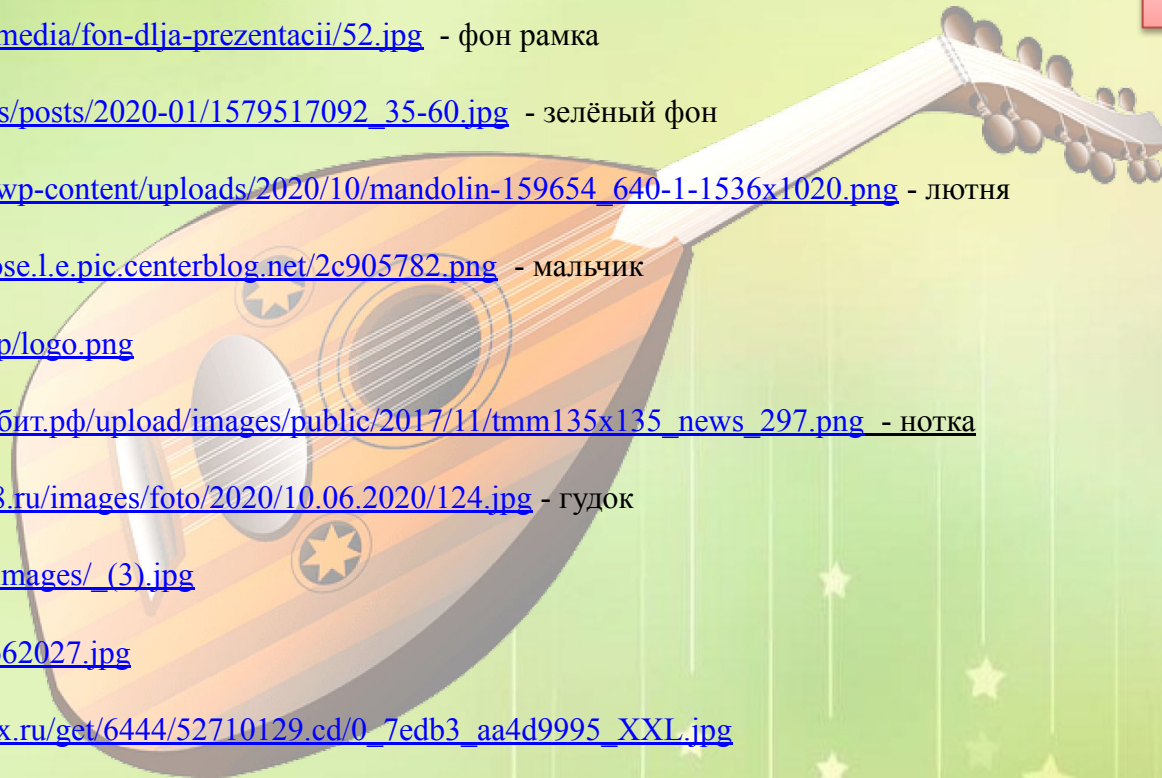 media/fon-dlja-prezentacii/52.jpg - фон рамка
s/posts/2020-01/1579517092_35-60.jpg - зелёный фон
wp-content/uploads/2020/10/mandolin-159654_640-1-1536x1020.png - лютня
ose.l.e.pic.centerblog.net/2c905782.png - мальчик
p/logo.png
бит.рф/upload/images/public/2017/11/tmm135x135_news_297.png - нотка
8.ru/images/foto/2020/10.06.2020/124.jpg - гудок
mages/_(3).jpg
662027.jpg
x.ru/get/6444/52710129.cd/0_7edb3_aa4d9995_XXL.jpg